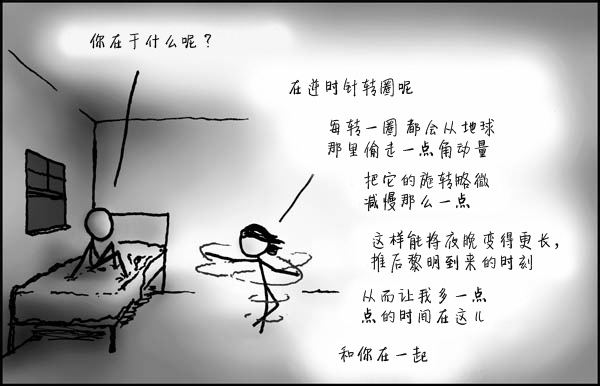 你在干什么呢？
在逆时针转圈呢
每转一圈都会从地球
那里偷走一点角动量
把它的旋转略微
减慢那么一点
这样能将夜晚变得更长，
推后黎明到来的时刻
从而让我多一点
点的时间在这儿
和你在一起